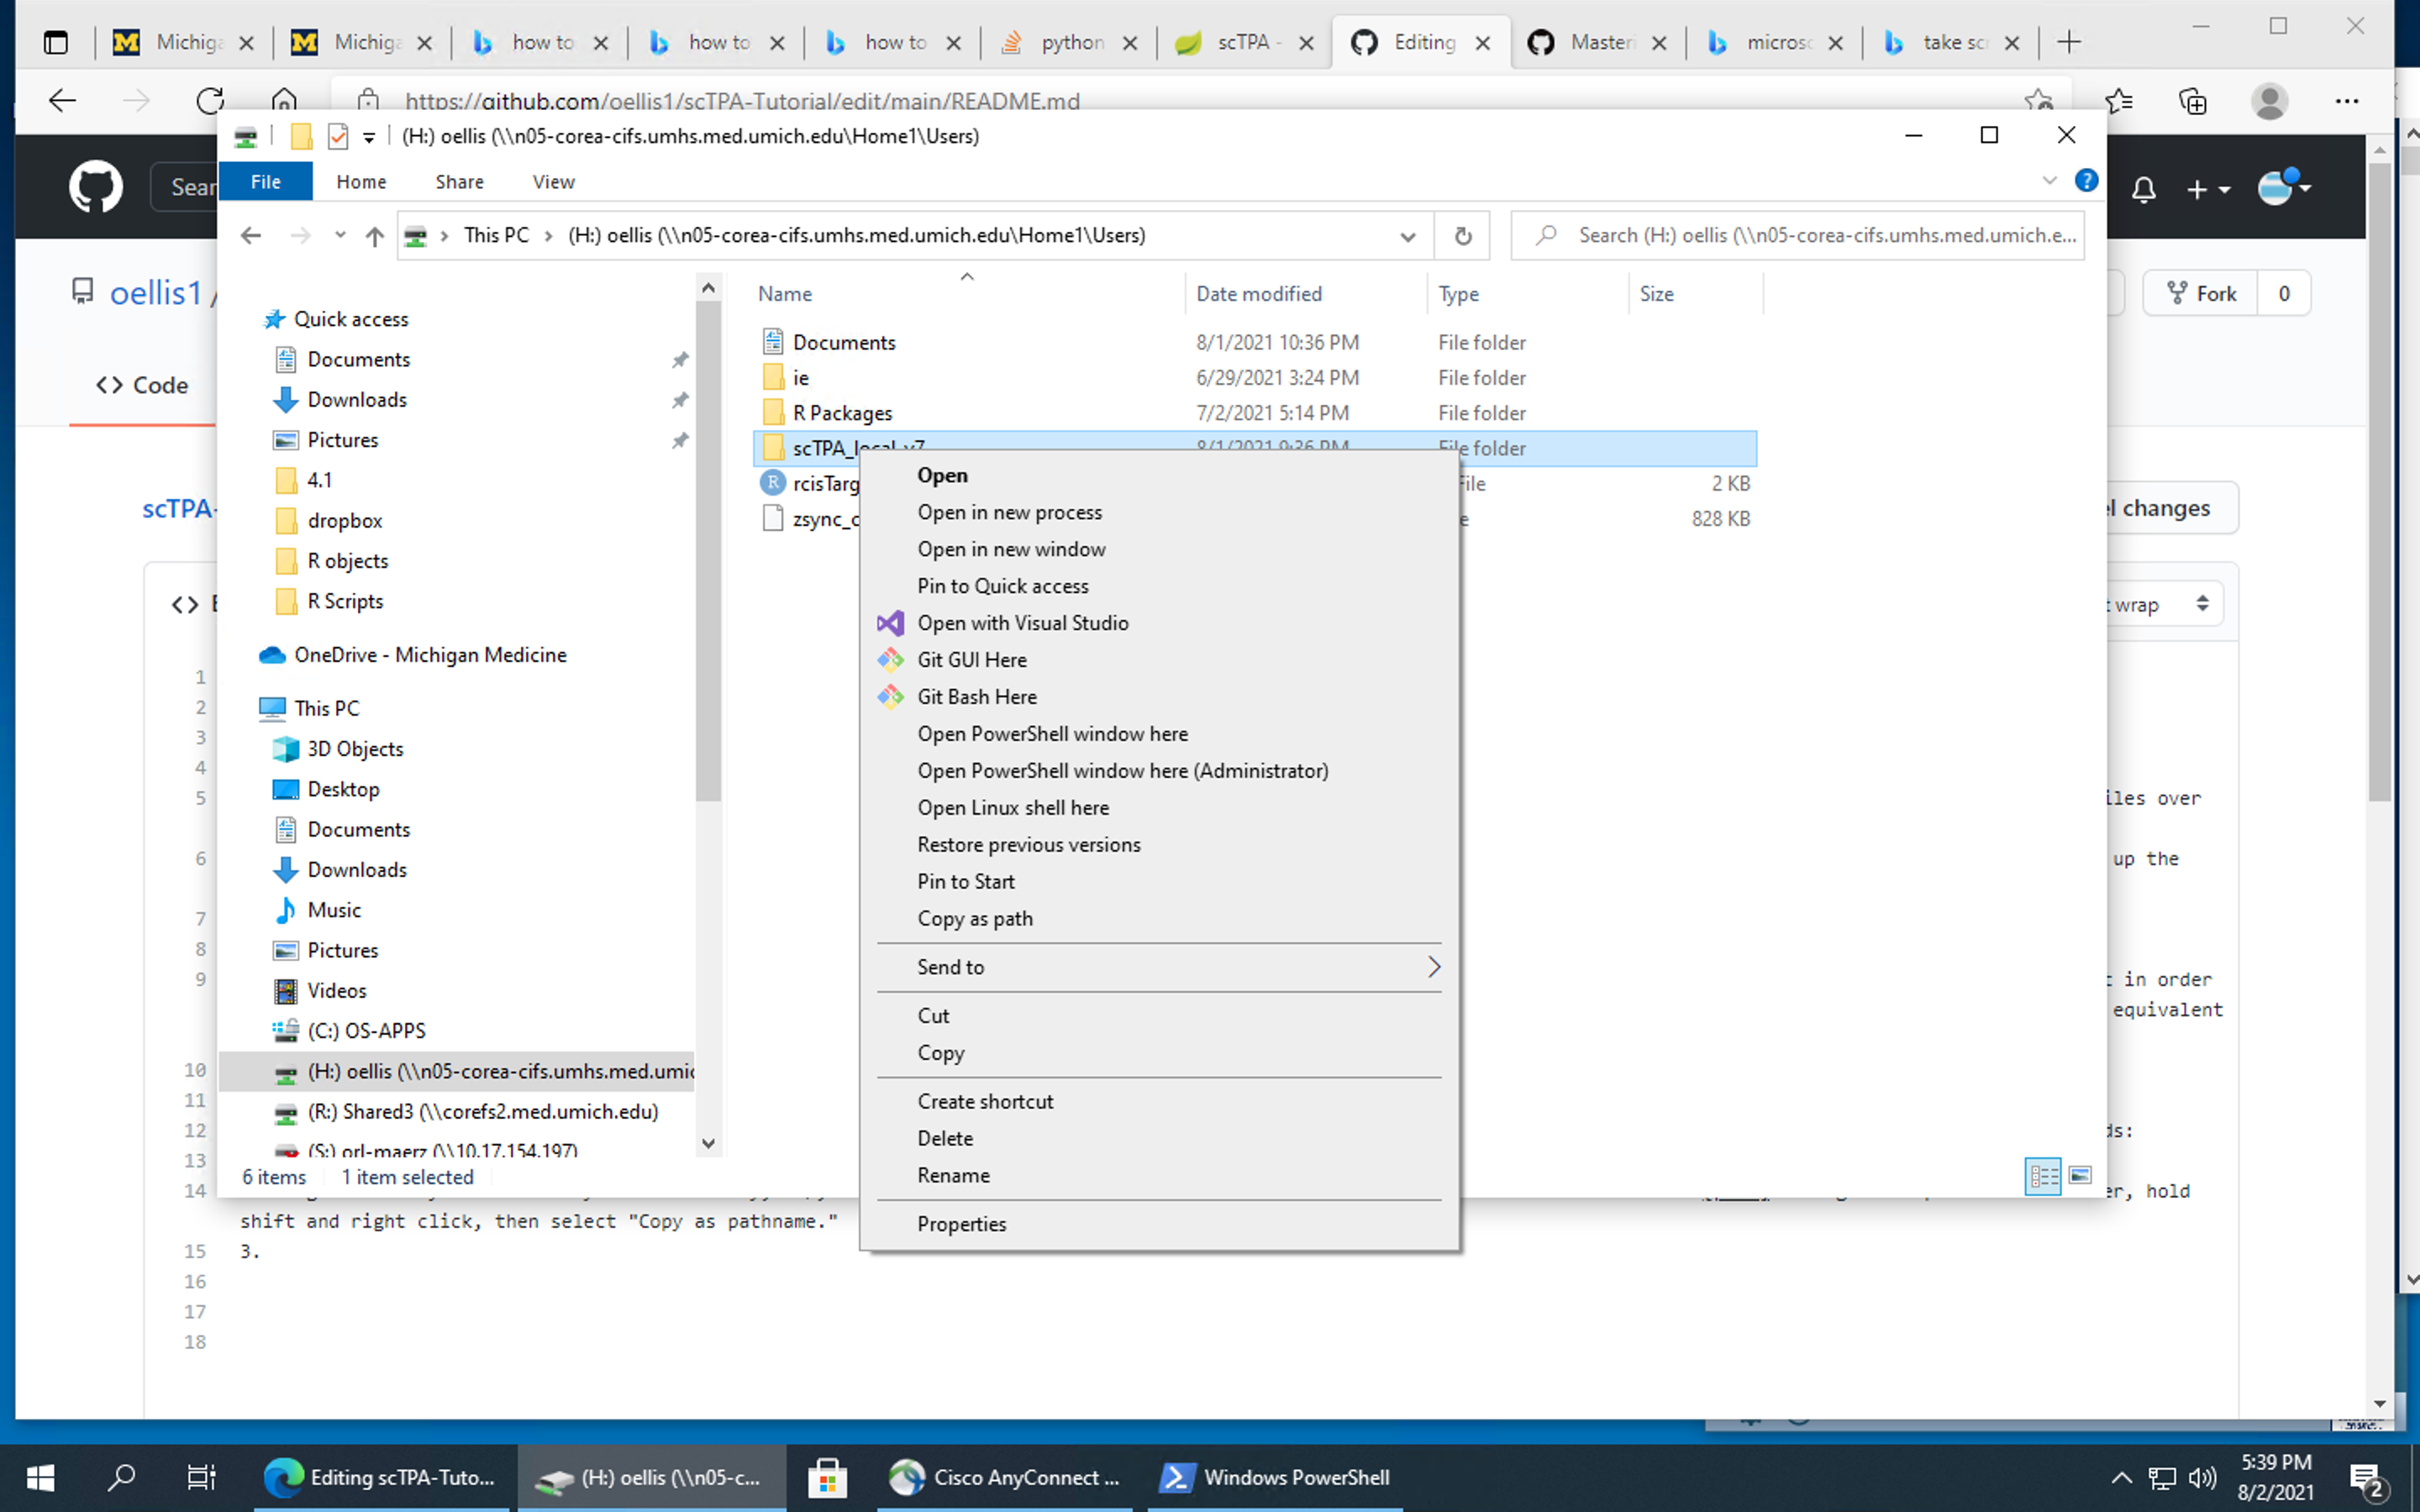 Michiga
Michiga
how to
how to
how to
python
scTPA -
Editing
Masteri
microsc
take scr
https://github.com/oellis1/scTPA-Tutorial/edit/main/README.md
(H:) oellis (\\n05-corea-cifs.umhs.med.umich.edu\Home1\Users)
Sear
File Home Share View
This PC > (H:) oellis (\\n05-corea-cifs.umhs.med.umich.edu\Home1\Users)
Search (H:) oellis (\\n05-corea-cifs.umhs.med.umich.e...
oellis1 /
Fork 0
<> Code
scTPA-
l changes
wrap
Name Date modified Type Size
Documents 8/1/2021 10:36 PM File folder
ie 6/29/2021 3:24 PM File folder
R Packages 7/2/2021 5:14 PM File folder
scTPA_local_v7 8/1/2021 9:36 PM File folder
rcisTarg File 2 KB
zsync_c e 828 KB
Quick access
Documents
Downloads
Pictures
4.1
dropbox
R objects
R Scripts
OneDrive - Michigan Medicine
This PC
3D Objects
Desktop
Documents
Downloads
Music
Pictures
Videos
(C:) OS-APPS
(H:) oellis (\\n05-corea-cifs.umhs.med.umic
(R:) Shared3 (\\corefs2.med.umich.edu)
(S:) orl-maerz (\\10.17.154.197)
6 items 1 item selected
Open
Open in new process
Open in new window
Pin to Quick access
Open with Visual Studio
Git GUI Here
Git Bash Here
Open PowerShell window here
Open PowerShell window here (Administrator)
Open Linux shell here
Restore previous versions
Pin to Start
Copy as path
Send to
Cut
Copy
Create shortcut
Delete
Rename
Properties
1
2
3
4
5 iles over
6 up the
7
8
9 t in order
equivalent
10
11
12 ds:
13
14 er, hold
shift and right click, then select "Copy as pathname."
15 3.
16
17
18
Editing scTPA-Tuto...
(H:) oellis (\\n05-c...
Cisco AnyConnect ...
Windows PowerShell
5:39 PM
8/2/2021
2